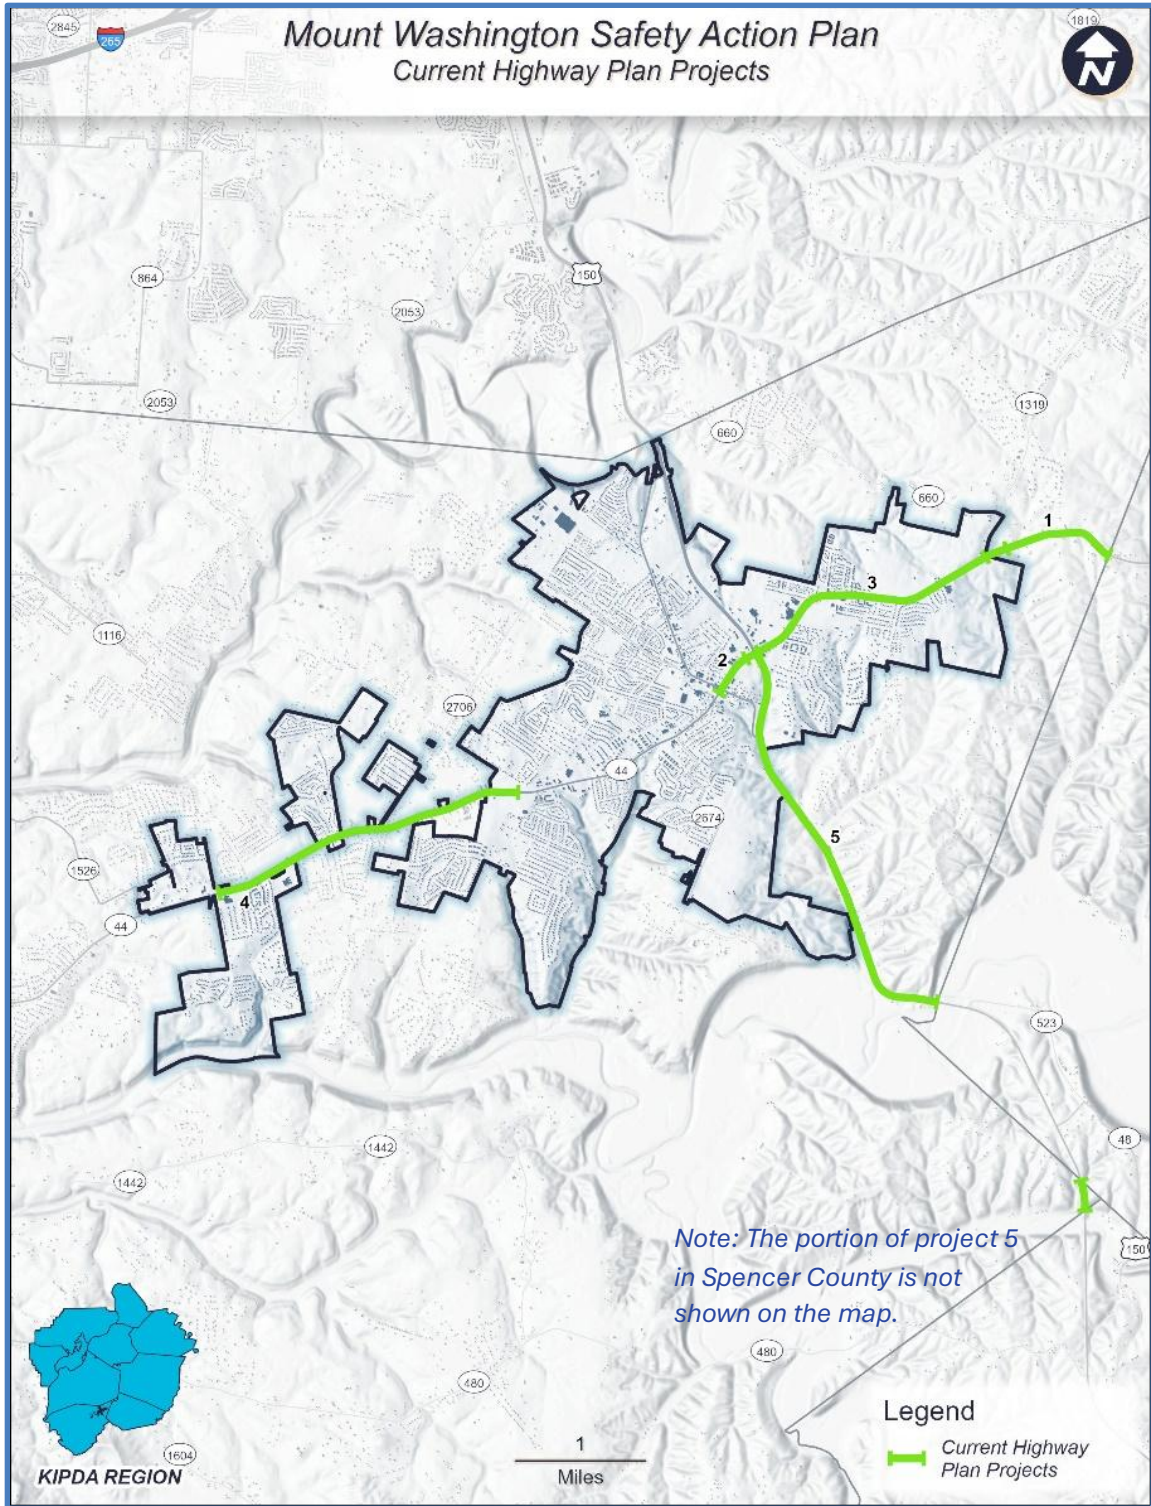 Mount Washington Safety Action Plan
Current Highway Plan Projects
N
2845
265
1819
150
864
2053
2053
1319
660
660
1
3
1116
2
2706
44
2674
5
1526
4
44
523
1442
48
1442
150
Note: The portion of project 5
in Spencer County is not
shown on the map.
480
480
1604
KIPDA REGION
1
Miles
Legend
Current Highway
Plan Projects